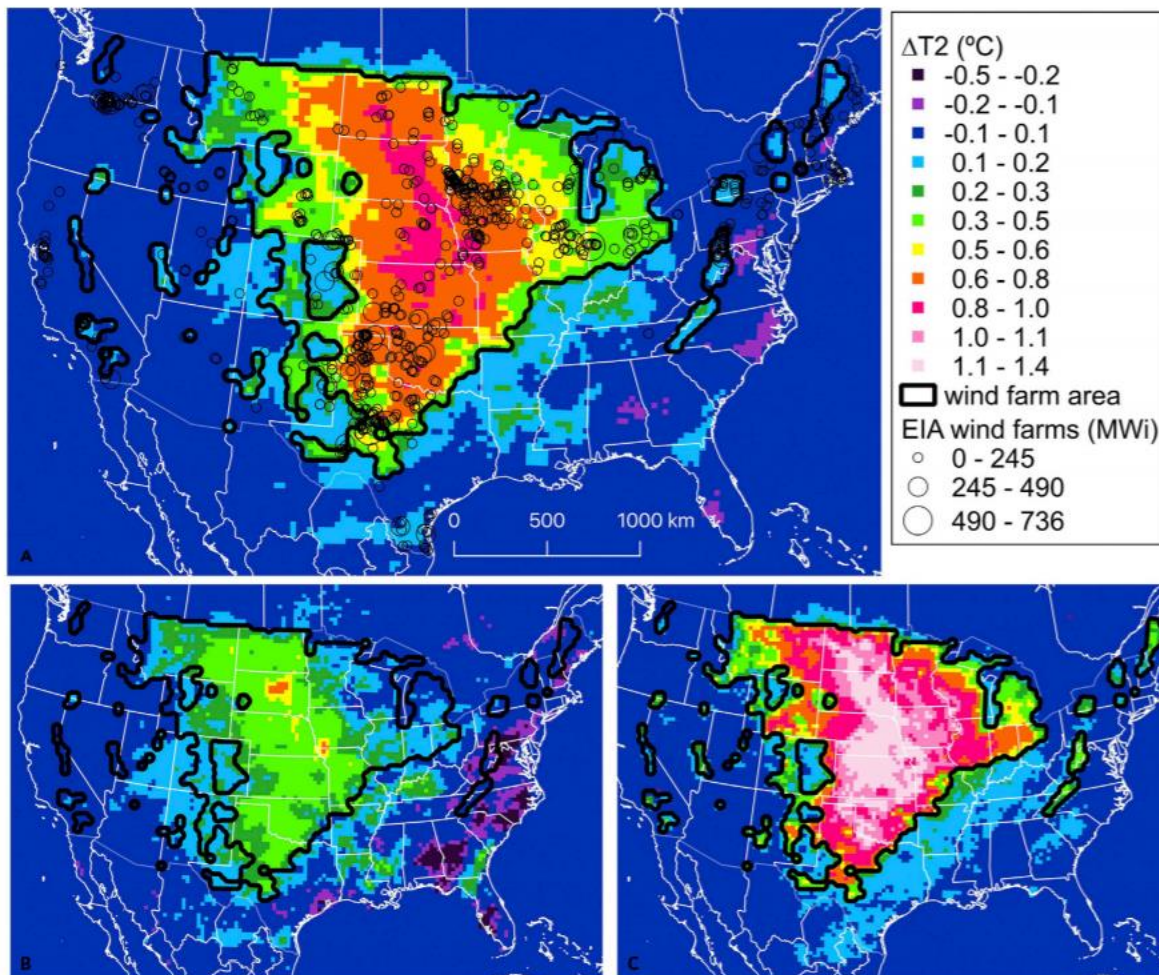 ΔT2 (ºC)
-0.5 - -0.2
-0.2 - -0.1
-0.1 - 0.1
0.1 - 0.2
0.2 - 0.3
0.3 - 0.5
0.5 - 0.6
0.6 - 0.8
0.8 - 1.0
1.0 - 1.1
1.1 - 1.4
wind farm area
EIA wind farms (MWi)
0 - 245
245 - 490
490 - 736
0 500 1000 km
A
B
C